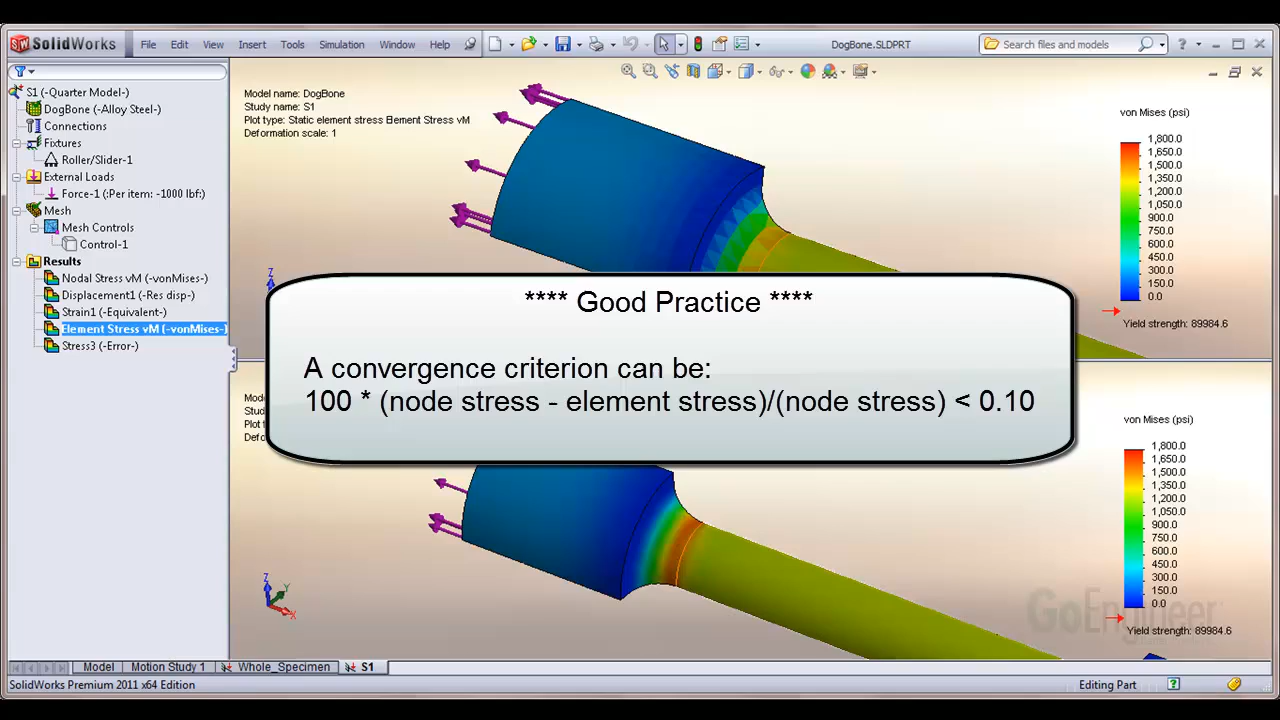 SolidWorks File Edit View Insert Tools Simulation Window Help DogBone.SLDPRT Search files and models ?
S1 (-Quarter Model-)
DogBone (-Alloy Steel-)
Connections
Fixtures
Roller/Slider-1
External Loads
Force-1 (:Per item: -1000 lbf:)
Mesh
Mesh Controls
Control-1
Results
Nodal Stress vM (-vonMises-)
Displacement1 (-Res disp-)
Strain1 (-Equivalent-)
Element Stress vM (-vonMises-)
Stress3 (-Error-)
Model name: DogBone
Study name: S1
Plot type: Static element stress Element Stress vM
Deformation scale: 1
von Mises (psi)
1,800.0
1,650.0
1,500.0
1,350.0
1,200.0
1,050.0
900.0
750.0
600.0
450.0
300.0
150.0
0.0
Yield strength: 89984.6
Z
**** Good Practice ****
A convergence criterion can be:
100 * (node stress - element stress)/(node stress) < 0.10
Mod
Stud
Plot t
Defo
von Mises (psi)
1,800.0
1,650.0
1,500.0
1,350.0
1,200.0
1,050.0
900.0
750.0
600.0
450.0
300.0
150.0
0.0
Yield strength: 89984.6
Z
Y
X
GoEngineer
Model Motion Study 1 Whole_Specimen S1
SolidWorks Premium 2011 x64 Edition Editing Part ?